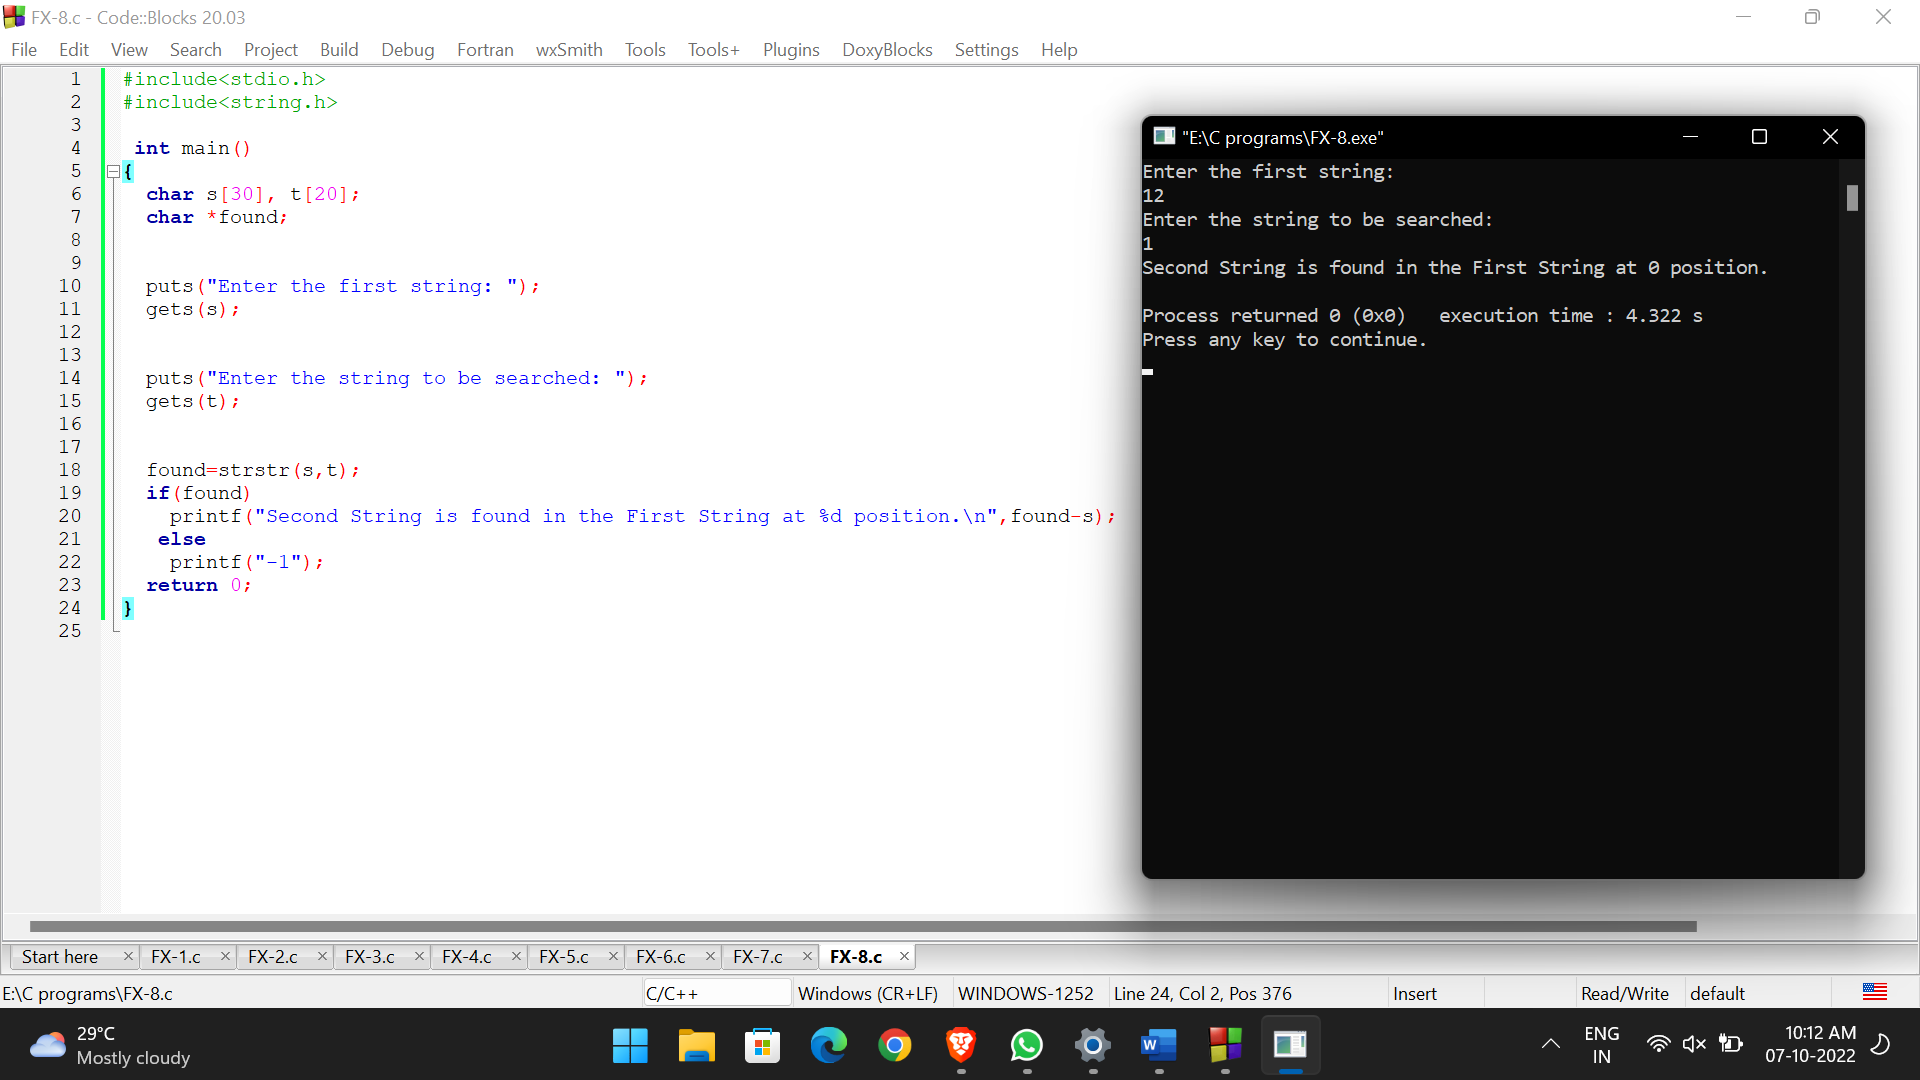 FX-8.c - Code::Blocks 20.03
File Edit View Search Project Build Debug Fortran wxSmith Tools Tools+ Plugins DoxyBlocks Settings Help
1 #include<stdio.h>
2 #include<string.h>
3
4 int main()
5 {
6 char s[30], t[20];
7 char *found;
8
9
10 puts("Enter the first string: ");
11 gets(s);
12
13
14 puts("Enter the string to be searched: ");
15 gets(t);
16
17
18 found=strstr(s,t);
19 if(found)
20 printf("Second String is found in the First String at %d position.\n",found-s);
21 else
22 printf("-1");
23 return 0;
24 }
25
"E:\C programs\FX-8.exe"
Enter the first string:
12
Enter the string to be searched:
1
Second String is found in the First String at 0 position.
Process returned 0 (0x0)   execution time : 4.322 s
Press any key to continue.
Start here FX-1.c FX-2.c FX-3.c FX-4.c FX-5.c FX-6.c FX-7.c FX-8.c
E:\C programs\FX-8.c C/C++ Windows (CR+LF) WINDOWS-1252 Line 24, Col 2, Pos 376 Insert Read/Write default
29°C
Mostly cloudy
W
ENG
IN
10:12 AM
07-10-2022